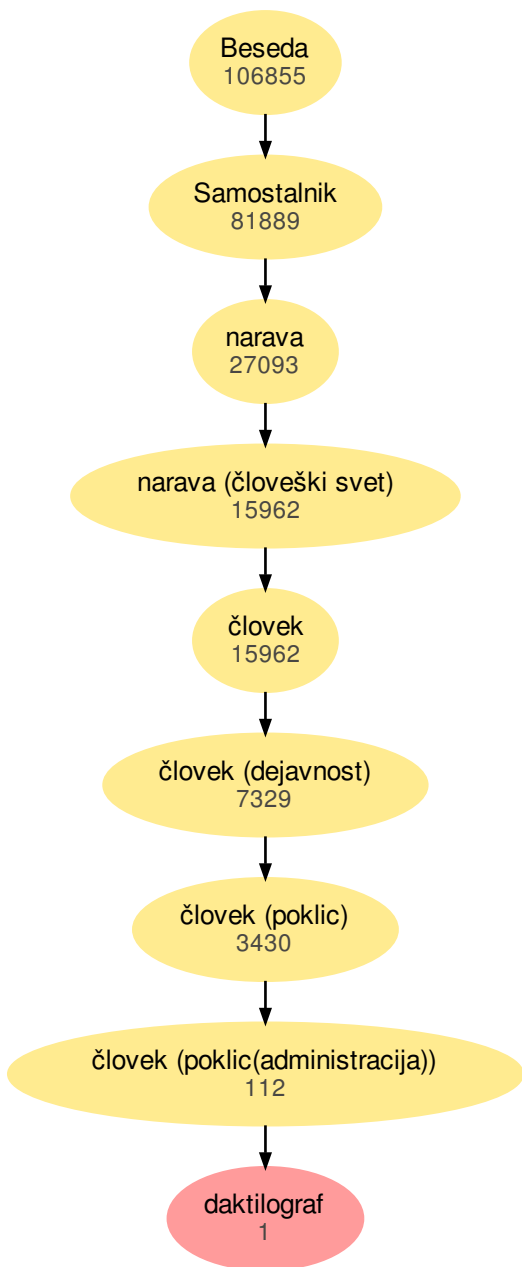 Beseda
106855
Samostalnik
81889
narava
27093
narava (človeški svet)
15962
človek
15962
človek (dejavnost)
7329
človek (poklic)
3430
človek (poklic(administracija))
112
daktilograf
1